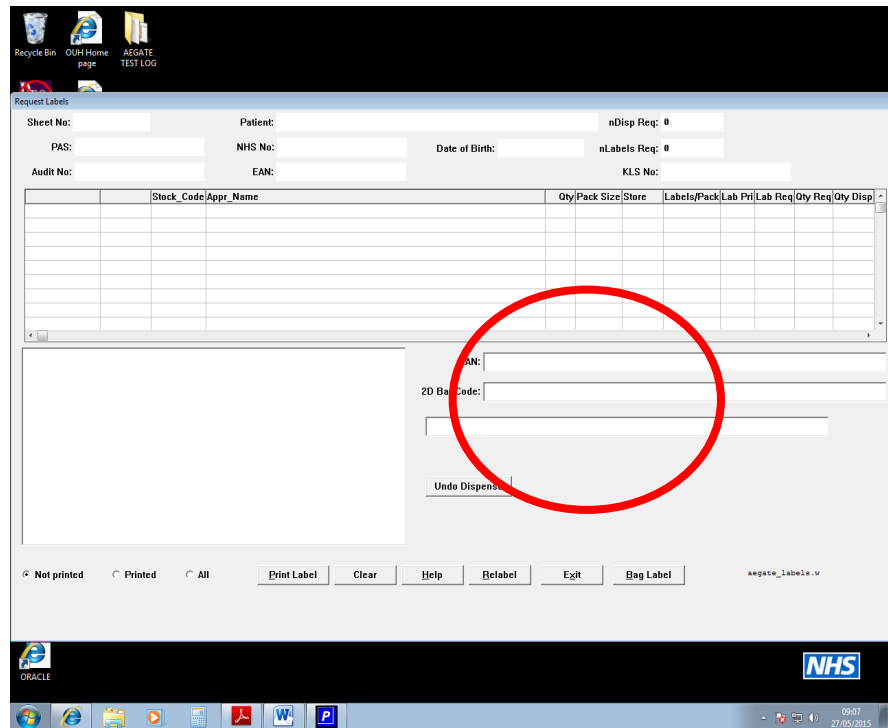 Recycle Bin OUH Home page AEGATE TEST LOG
Request Labels
Sheet No: Patient: nDisp Req: 0
PAS: NHS No: Date of Birth: nLabels Req: 0
Audit No: EAN: KLS No:
Stock_Code Appr_Name Qty Pack Size Store Labels/Pack Lab Pri Lab Req Qty Req Qty Disp
AN:
2D Ba Code:
Undo Dispens
Not printed Printed All Print Label Clear Help Relabel Exit Bag Label aegate_labels.w
ORACLE
NHS
W P
09:07
27/05/2015